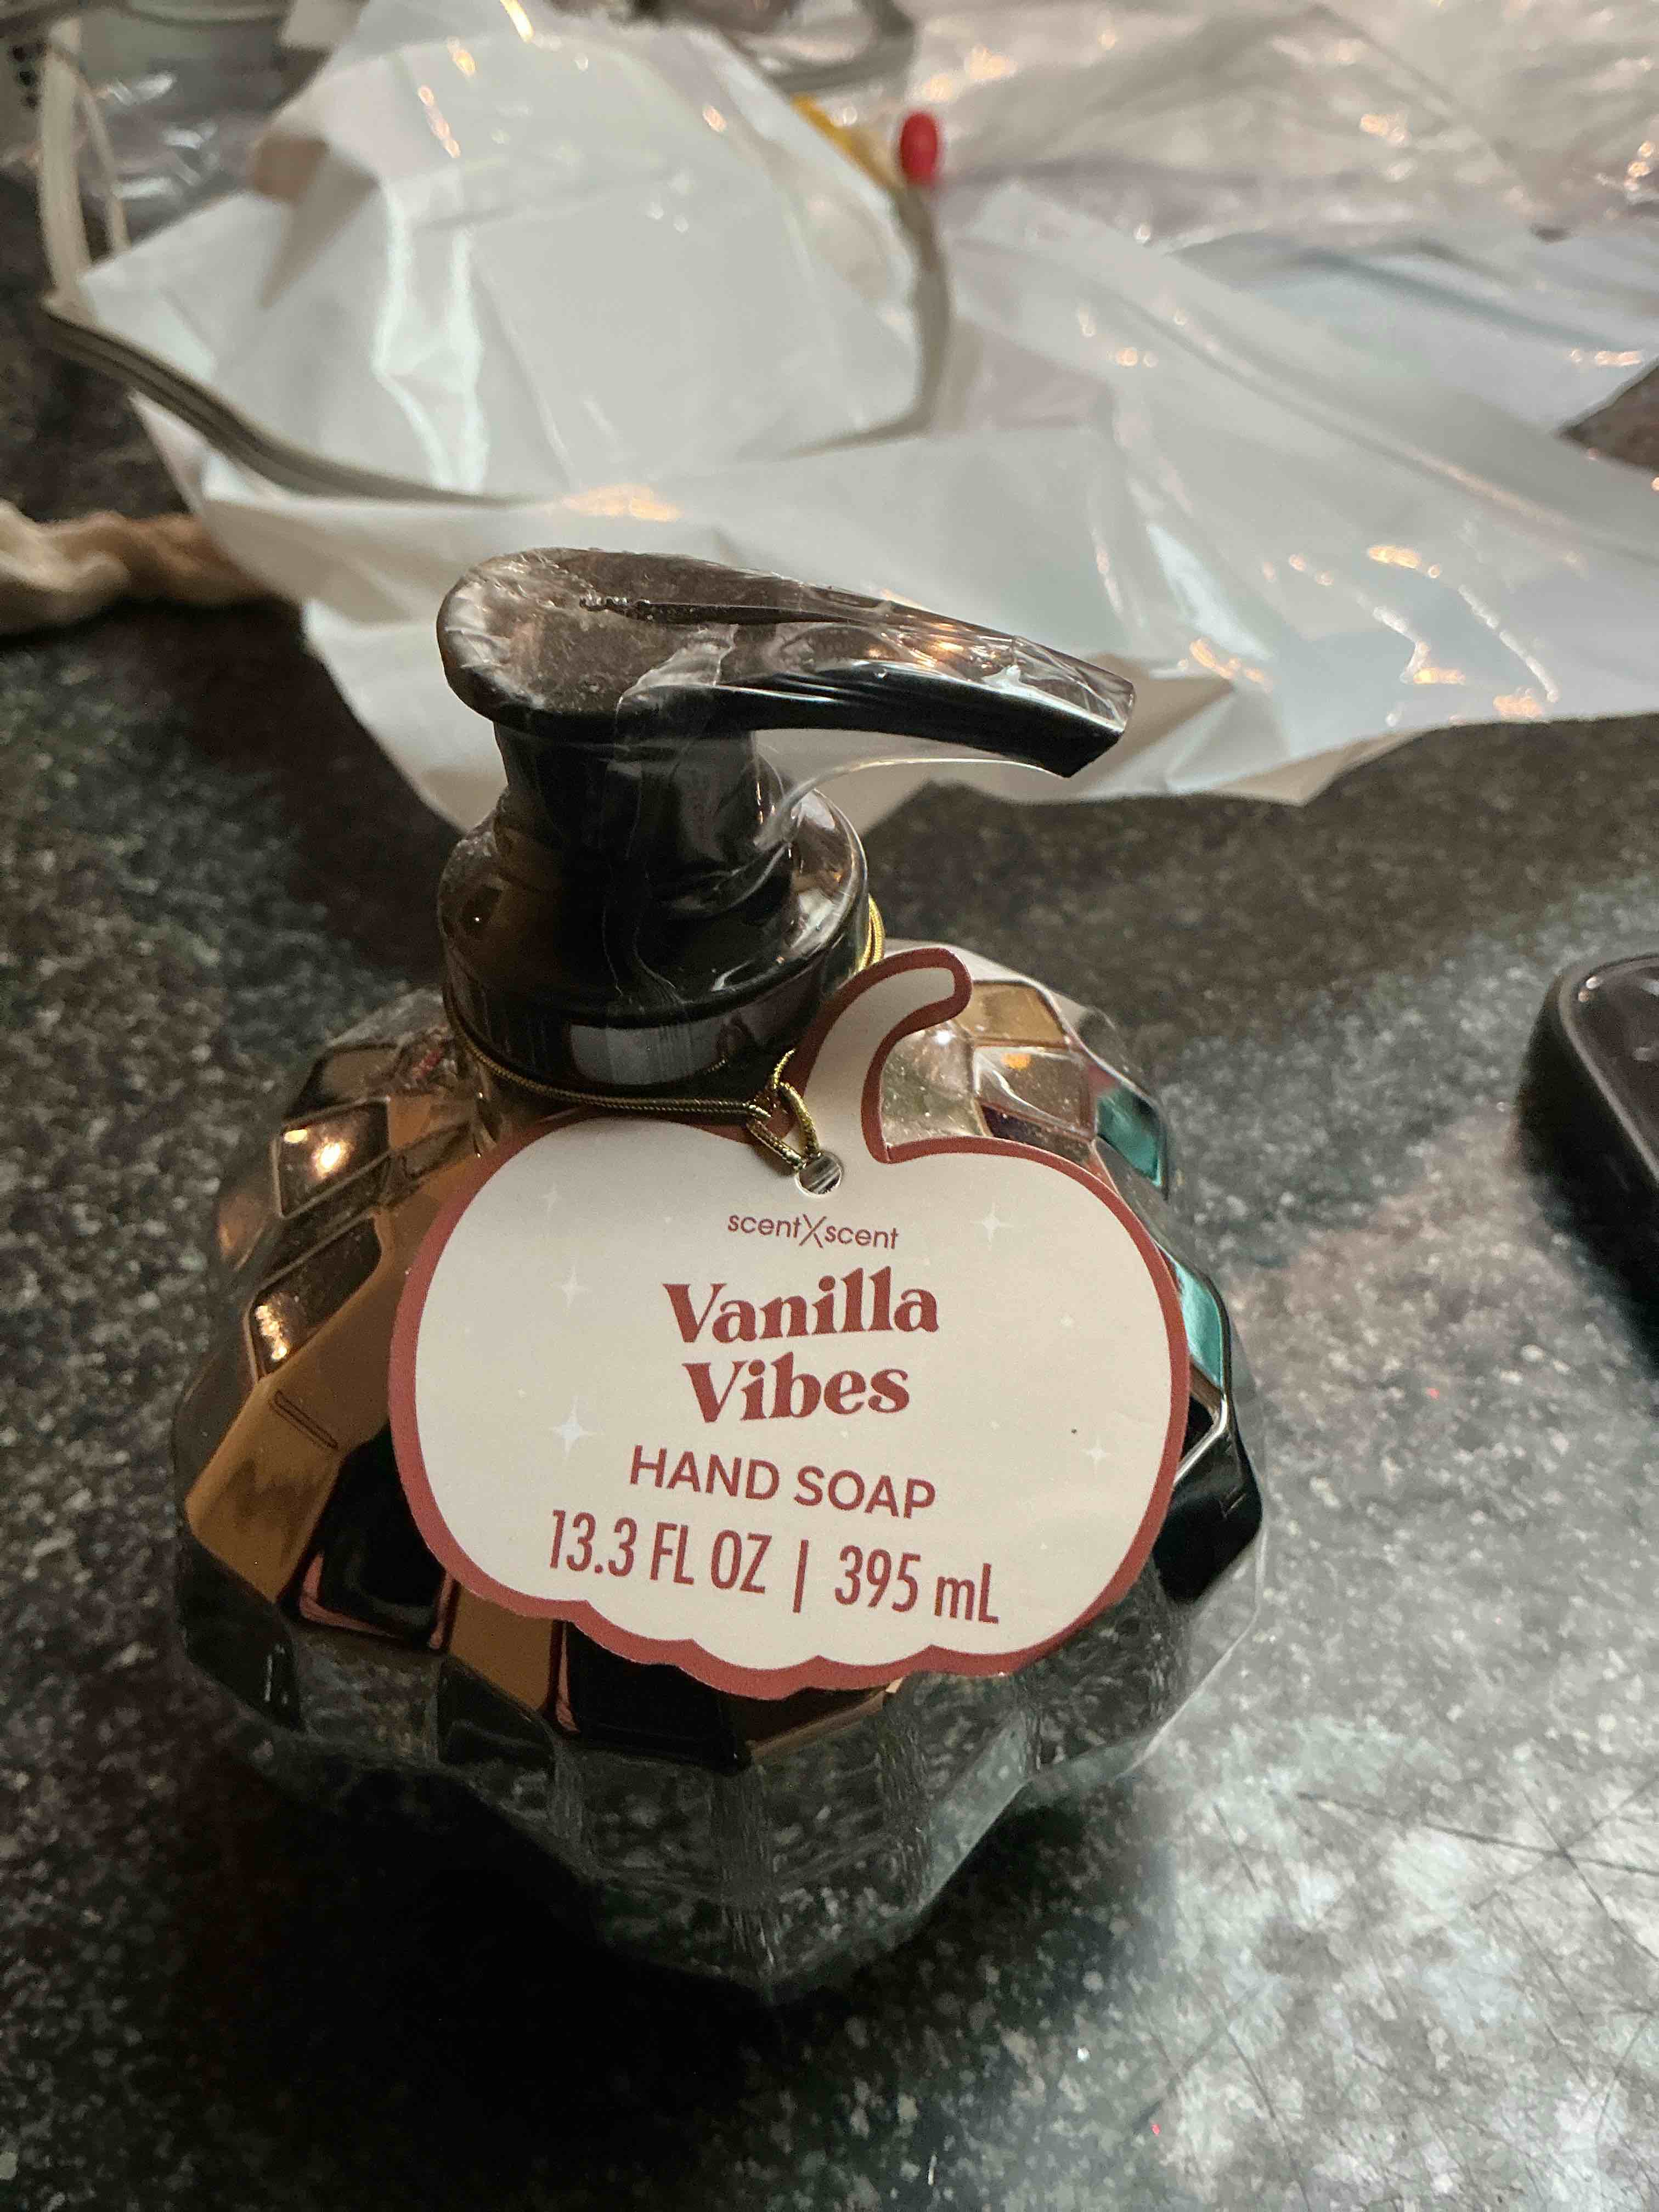 scentXscent
Vanilla
Vibes
HAND SOAP
13.3 FL OZ | 395 mL